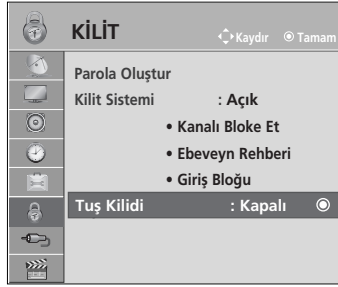 KİLİT
Kaydır Tamam
Parola Oluştur
Kilit Sistemi : Açık
• Kanalı Bloke Et
• Ebeveyn Rehberi
• Giriş Bloğu
Tuş Kilidi : Kapalı